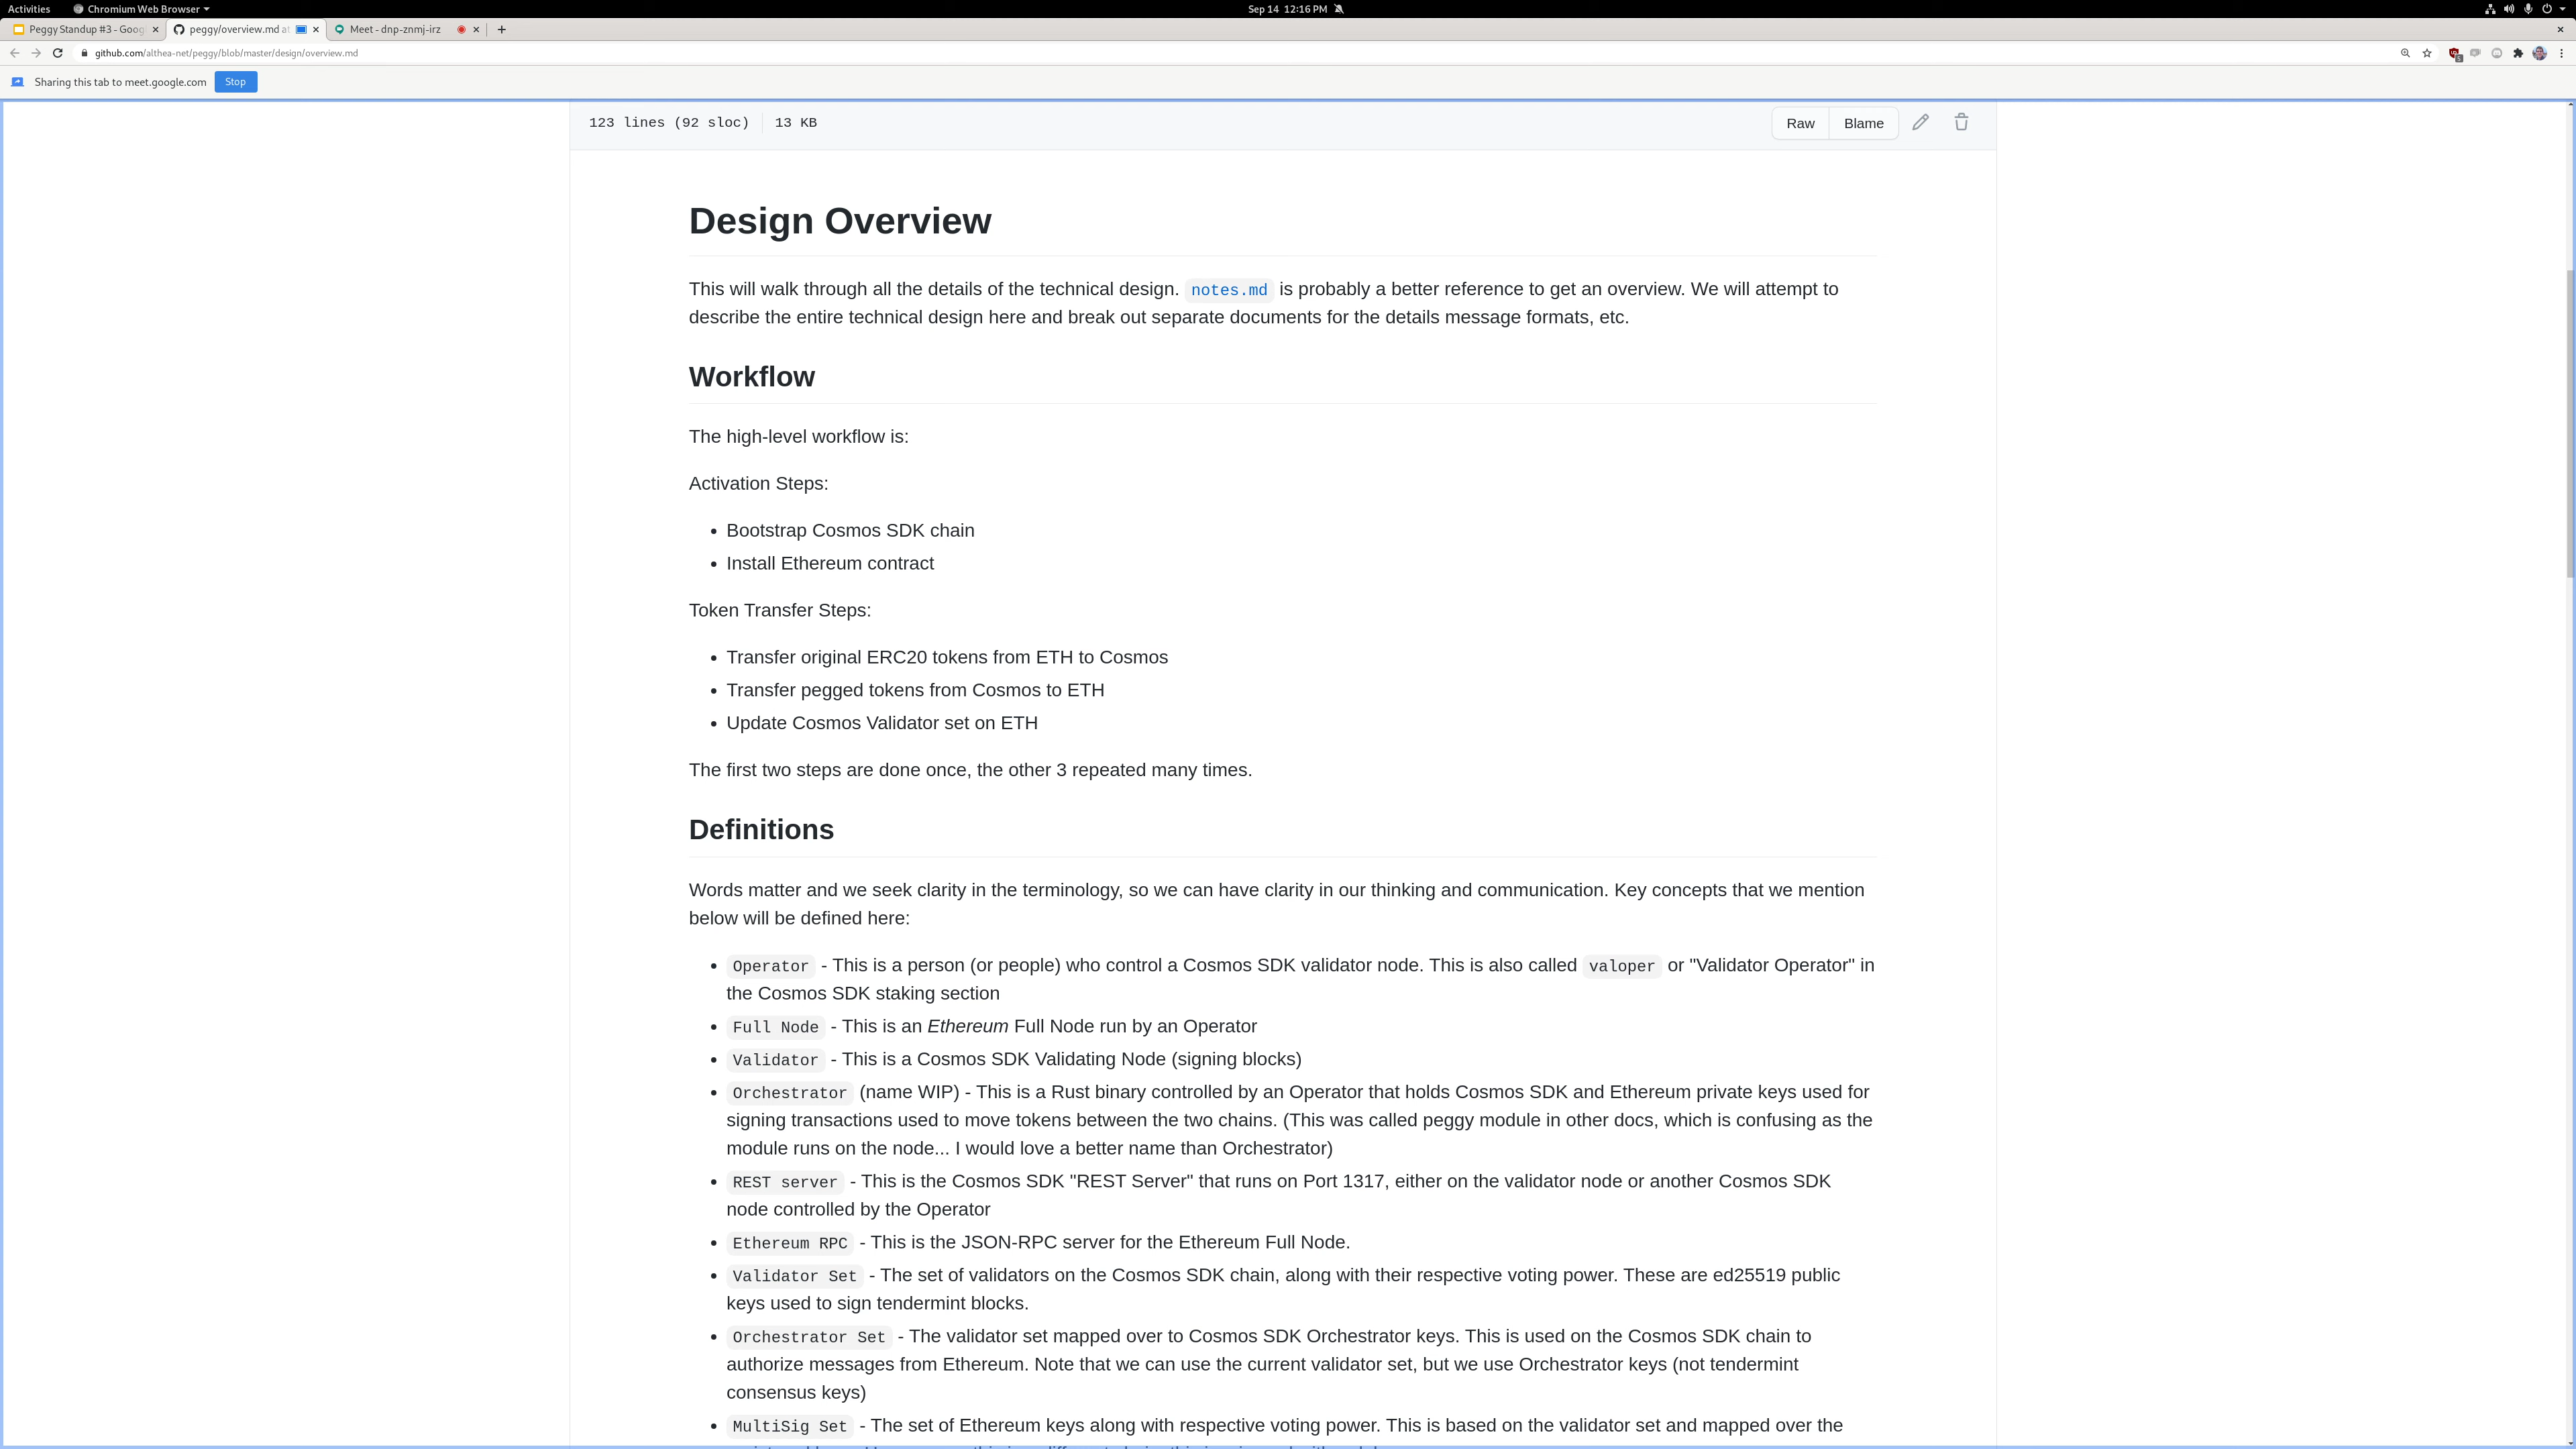 Activities Chromium Web Browser Sep 14 12:16 PM
Peggy Standup #3 - Goog peggy/overview.md at Meet - dnp-znmj-irz
github.com/althea-net/peggy/blob/master/design/overview.md
Sharing this tab to meet.google.com Stop
123 lines (92 sloc) 13 KB Raw Blame
Design Overview
This will walk through all the details of the technical design. notes.md is probably a better reference to get an overview. We will attempt to
describe the entire technical design here and break out separate documents for the details message formats, etc.
Workflow
The high-level workflow is:
Activation Steps:
• Bootstrap Cosmos SDK chain
• Install Ethereum contract
Token Transfer Steps:
• Transfer original ERC20 tokens from ETH to Cosmos
• Transfer pegged tokens from Cosmos to ETH
• Update Cosmos Validator set on ETH
The first two steps are done once, the other 3 repeated many times.
Definitions
Words matter and we seek clarity in the terminology, so we can have clarity in our thinking and communication. Key concepts that we mention
below will be defined here:
• Operator - This is a person (or people) who control a Cosmos SDK validator node. This is also called valoper or "Validator Operator" in
the Cosmos SDK staking section
• Full Node - This is an Ethereum Full Node run by an Operator
• Validator - This is a Cosmos SDK Validating Node (signing blocks)
• Orchestrator (name WIP) - This is a Rust binary controlled by an Operator that holds Cosmos SDK and Ethereum private keys used for
signing transactions used to move tokens between the two chains. (This was called peggy module in other docs, which is confusing as the
module runs on the node... I would love a better name than Orchestrator)
• REST server - This is the Cosmos SDK "REST Server" that runs on Port 1317, either on the validator node or another Cosmos SDK
node controlled by the Operator
• Ethereum RPC - This is the JSON-RPC server for the Ethereum Full Node.
• Validator Set - The set of validators on the Cosmos SDK chain, along with their respective voting power. These are ed25519 public
keys used to sign tendermint blocks.
• Orchestrator Set - The validator set mapped over to Cosmos SDK Orchestrator keys. This is used on the Cosmos SDK chain to
authorize messages from Ethereum. Note that we can use the current validator set, but we use Orchestrator keys (not tendermint
consensus keys)
• MultiSig Set - The set of Ethereum keys along with respective voting power. This is based on the validator set and mapped over the